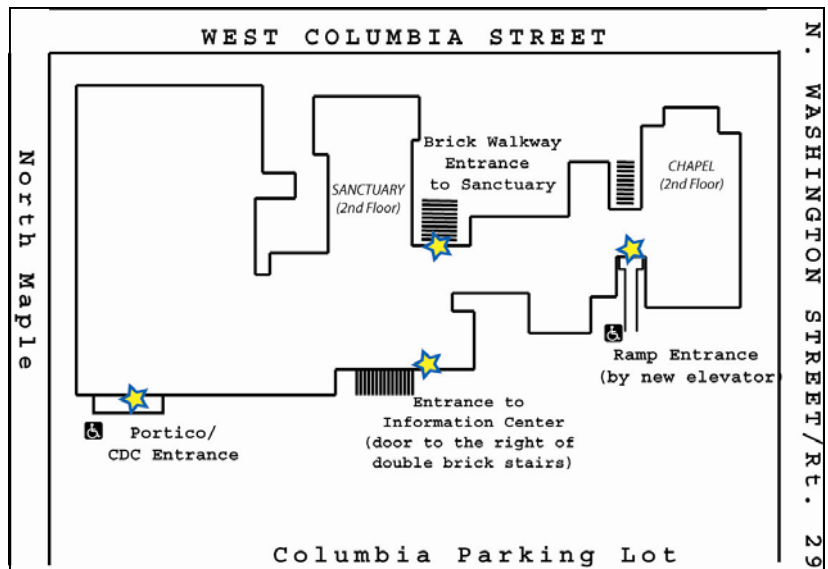 WEST COLUMBIA STREET
N. WASHINGTON STREET/Rt. 29
North Maple
Brick Walkway
Entrance
to Sanctuary
SANCTUARY
(2nd Floor)
CHAPEL
(2nd Floor)
Ramp Entrance
(by new elevator)
Entrance to
Information Center
(door to the right of
double brick stairs)
Portico/
CDC Entrance
Columbia Parking Lot